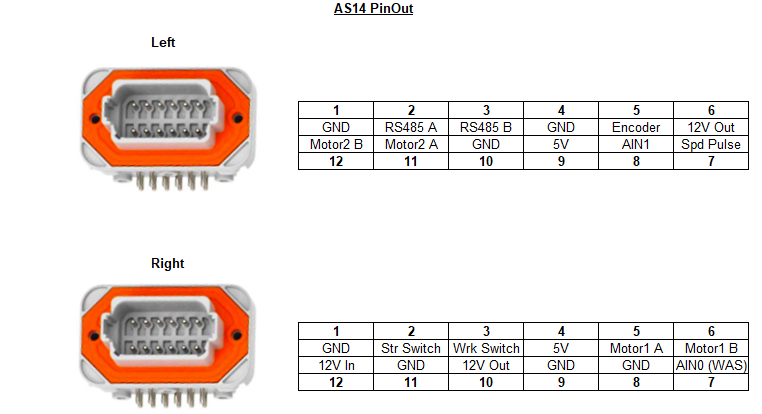 AS14 PinOut
Left
1 2 3 4 5 6
GND RS485 A RS485 B GND Encoder 12V Out
Motor2 B Motor2 A GND 5V AIN1 Spd Pulse
12 11 10 9 8 7
Right
1 2 3 4 5 6
GND Str Switch Wrk Switch 5V Motor1 A Motor1 B
12V In GND 12V Out GND GND AIN0 (WAS)
12 11 10 9 8 7